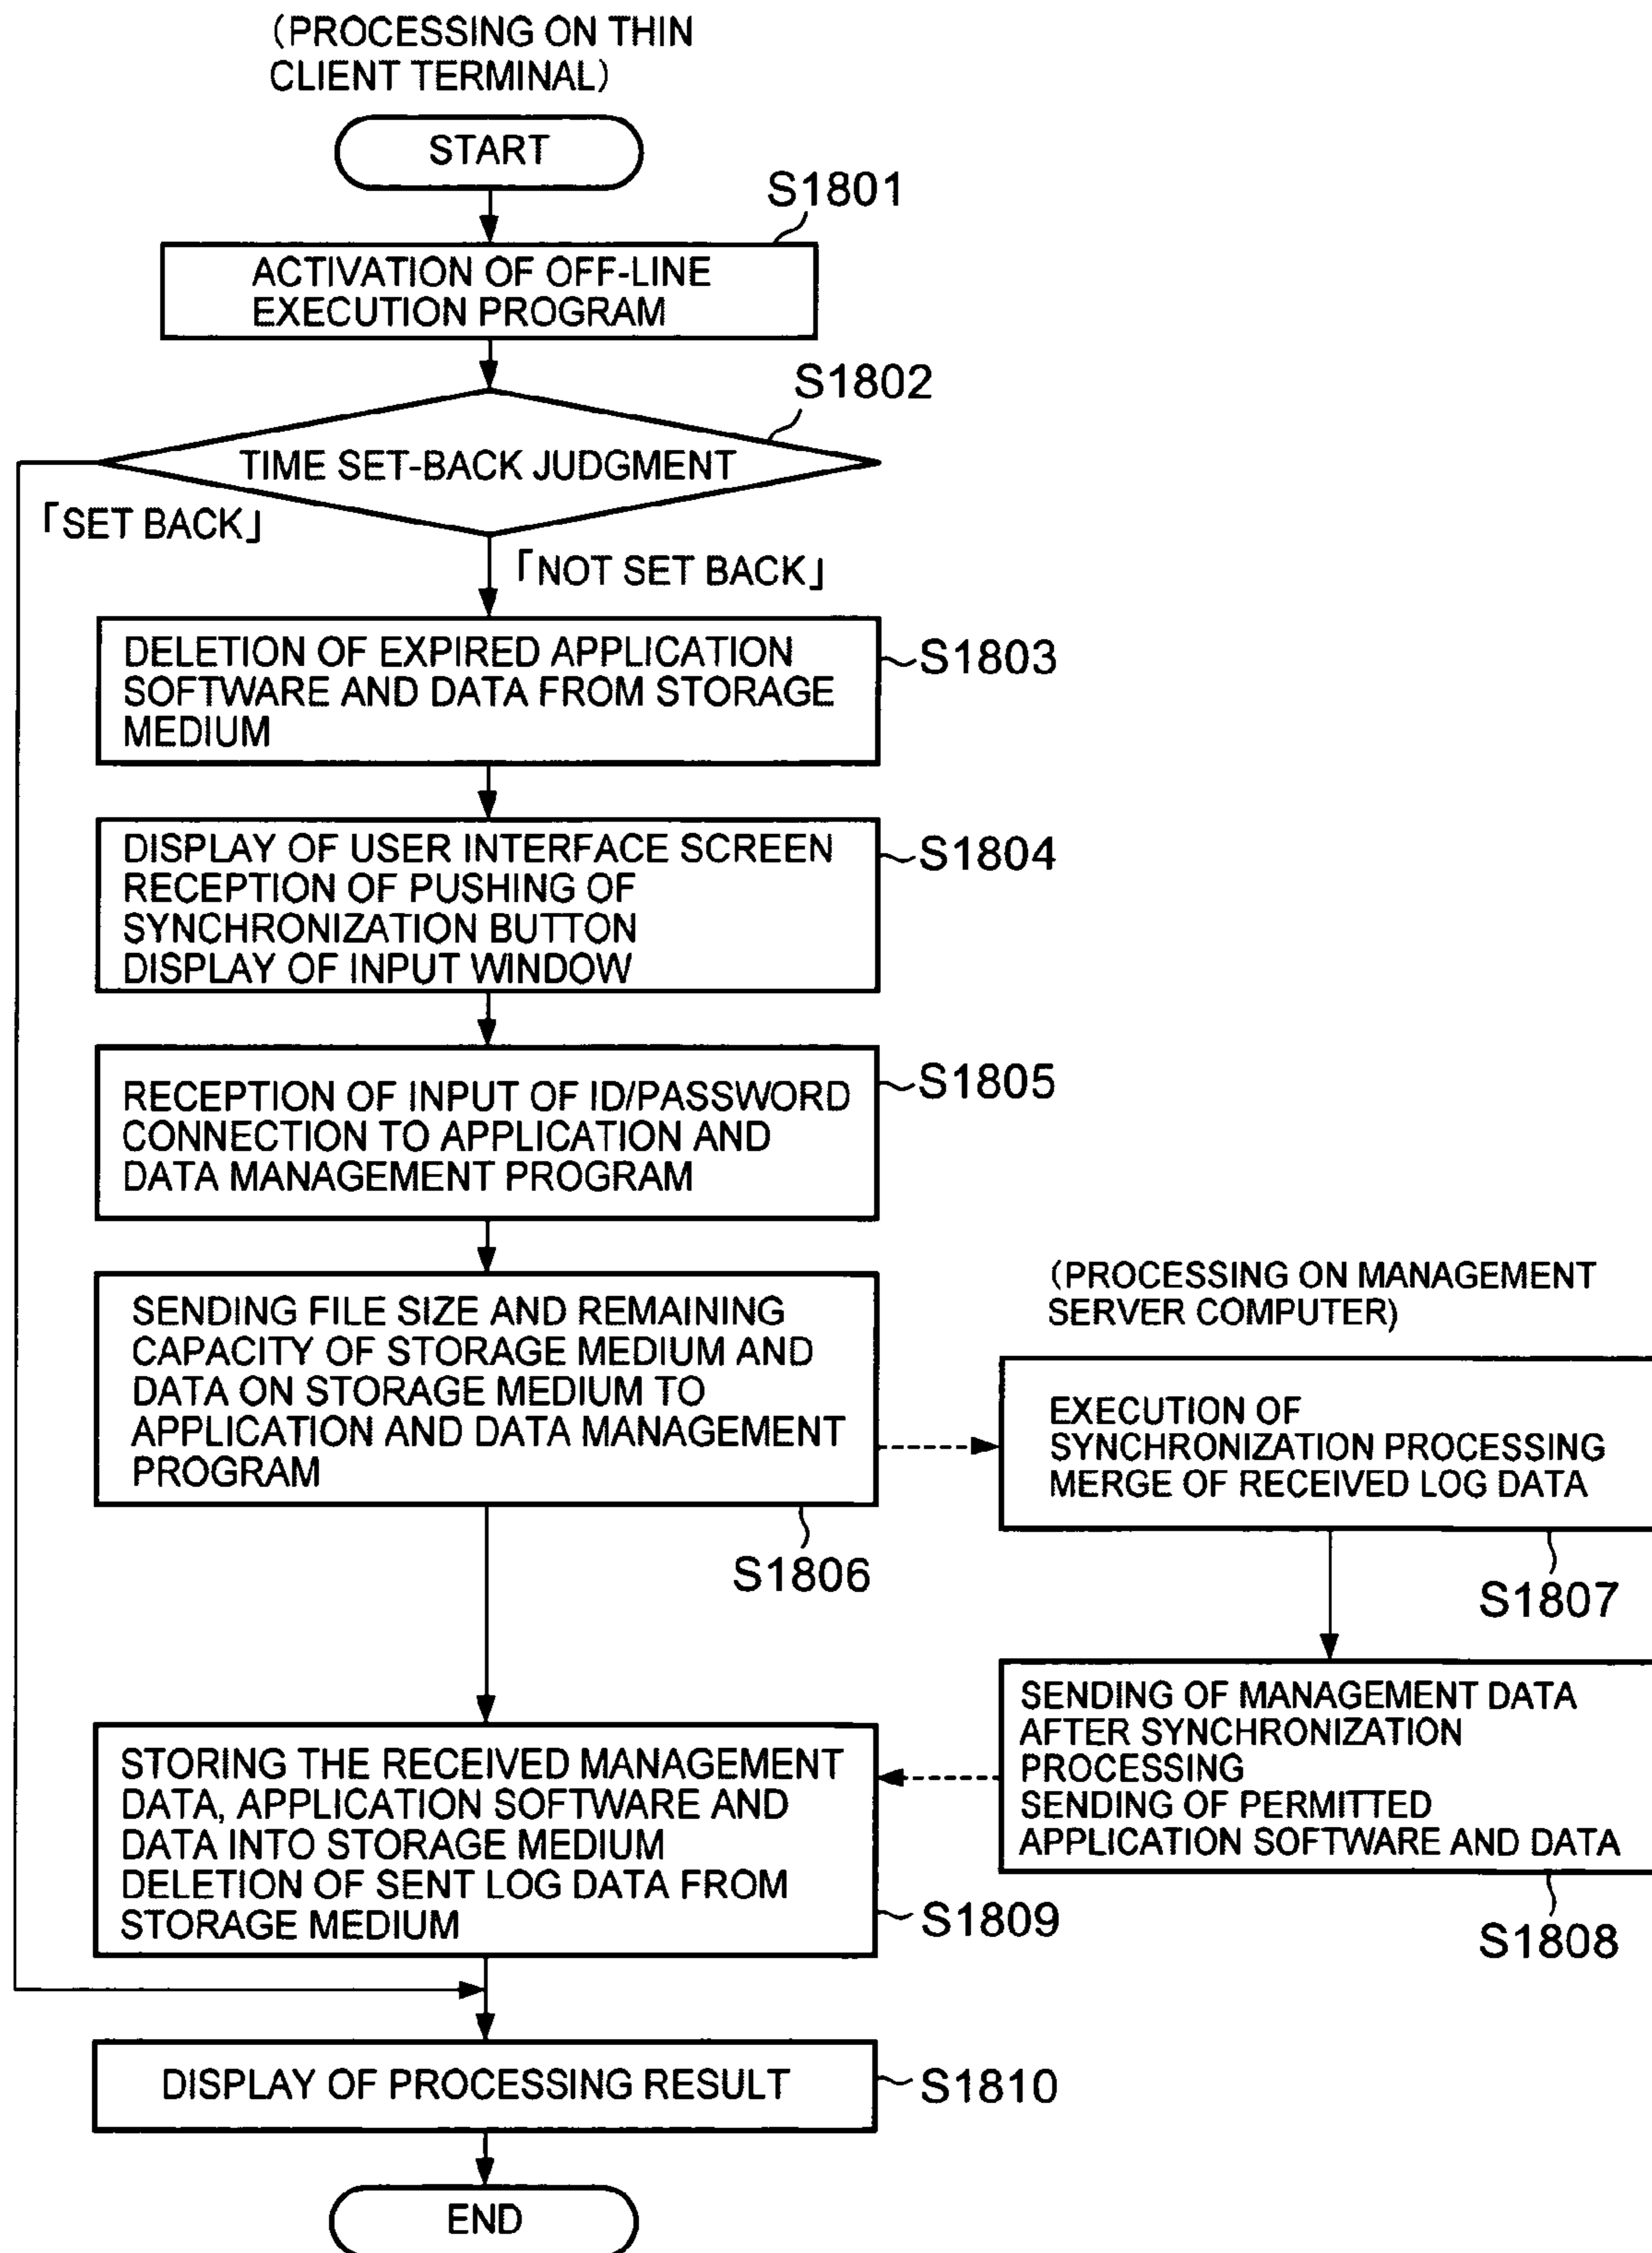 (PROCESSING ON THIN
CLIENT TERMINAL)
START
S1801
ACTIVATION OF OFF-LINE
EXECUTION PROGRAM
S1802
TIME SET-BACK JUDGMENT
「SET BACK」
「NOT SET BACK」
DELETION OF EXPIRED APPLICATION
SOFTWARE AND DATA FROM STORAGE
MEDIUM
S1803
DISPLAY OF USER INTERFACE SCREEN
RECEPTION OF PUSHING OF
SYNCHRONIZATION BUTTON
DISPLAY OF INPUT WINDOW
S1804
RECEPTION OF INPUT OF ID/PASSWORD
CONNECTION TO APPLICATION AND
DATA MANAGEMENT PROGRAM
S1805
SENDING FILE SIZE AND REMAINING
CAPACITY OF STORAGE MEDIUM AND
DATA ON STORAGE MEDIUM TO
APPLICATION AND DATA MANAGEMENT
PROGRAM
S1806
(PROCESSING ON MANAGEMENT
SERVER COMPUTER)
EXECUTION OF
SYNCHRONIZATION PROCESSING
MERGE OF RECEIVED LOG DATA
S1807
SENDING OF MANAGEMENT DATA
AFTER SYNCHRONIZATION
PROCESSING
SENDING OF PERMITTED
APPLICATION SOFTWARE AND DATA
S1808
STORING THE RECEIVED MANAGEMENT
DATA, APPLICATION SOFTWARE AND
DATA INTO STORAGE MEDIUM
DELETION OF SENT LOG DATA FROM
STORAGE MEDIUM
S1809
DISPLAY OF PROCESSING RESULT
S1810
END